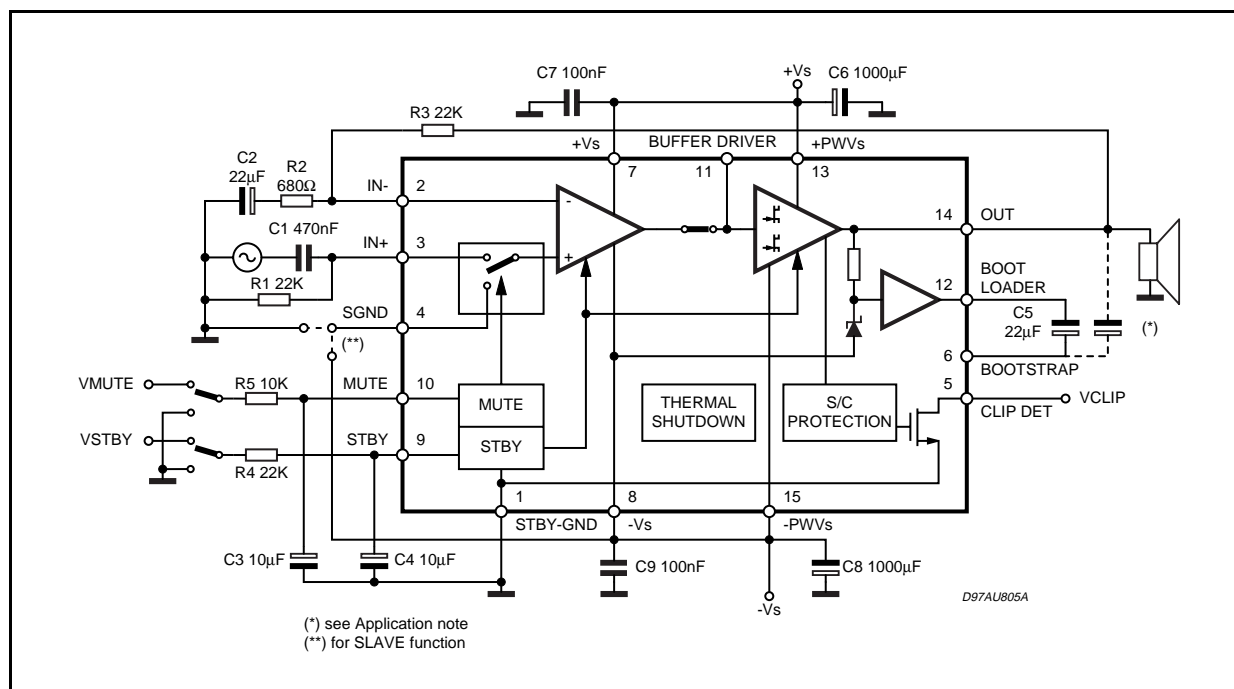 +Vs
C7 100nF
C6 1000µF
R3 22K
+Vs
BUFFER DRIVER
+PWVs
7
11
13
C2
22µF
R2
680Ω
IN-
2
-
14
OUT
C1 470nF
IN+
3
+
R1 22K
SGND
4
(**)
BOOT
LOADER
12
C5
22µF
(*)
6
BOOTSTRAP
VMUTE
R5 10K
MUTE
10
MUTE
THERMAL
SHUTDOWN
S/C
PROTECTION
5
CLIP DET
VCLIP
VSTBY
STBY
9
STBY
R4 22K
1
8
15
STBY-GND
-Vs
-PWVs
C3 10µF
C4 10µF
C9 100nF
C8 1000µF
-Vs
D97AU805A
(*) see Application note
(**) for SLAVE function